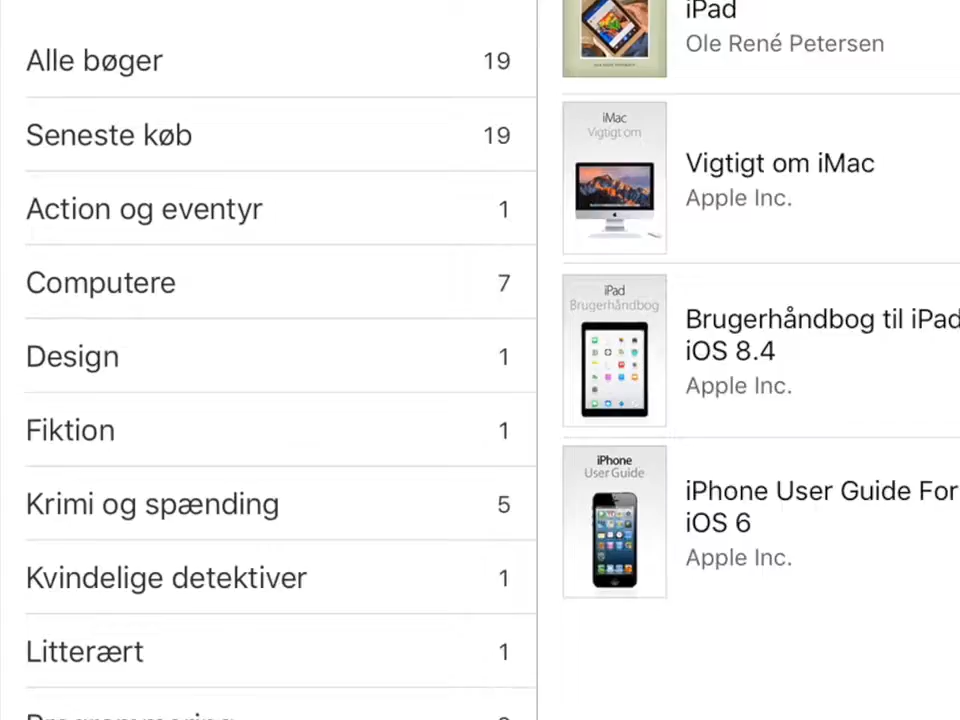 Alle bøger 19
Seneste køb 19
Action og eventyr 1
Computere 7
Design 1
Fiktion 1
Krimi og spænding 5
Kvindelige detektiver 1
Litterært 1
iPad
Ole René Petersen
iMac
Vigtigt om
Vigtigt om iMac
Apple Inc.
iPad
Brugerhåndbog
Brugerhåndbog til iPad
iOS 8.4
Apple Inc.
iPhone
User Guide
iPhone User Guide For
iOS 6
Apple Inc.